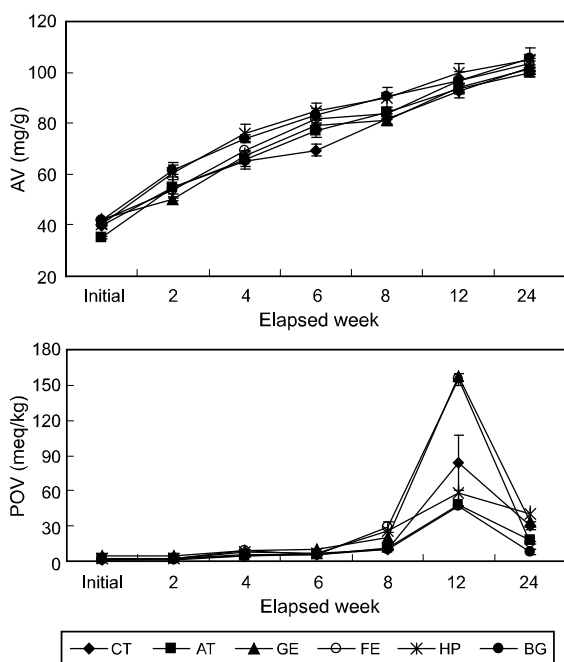 120
100
80
60
40
20
AV (mg/g)
Initial 2 4 6 8 12 24
Elapsed week
180
150
120
90
60
30
0
POV (meq/kg)
Initial 2 4 6 8 12 24
Elapsed week
CT AT GE FE HP BG